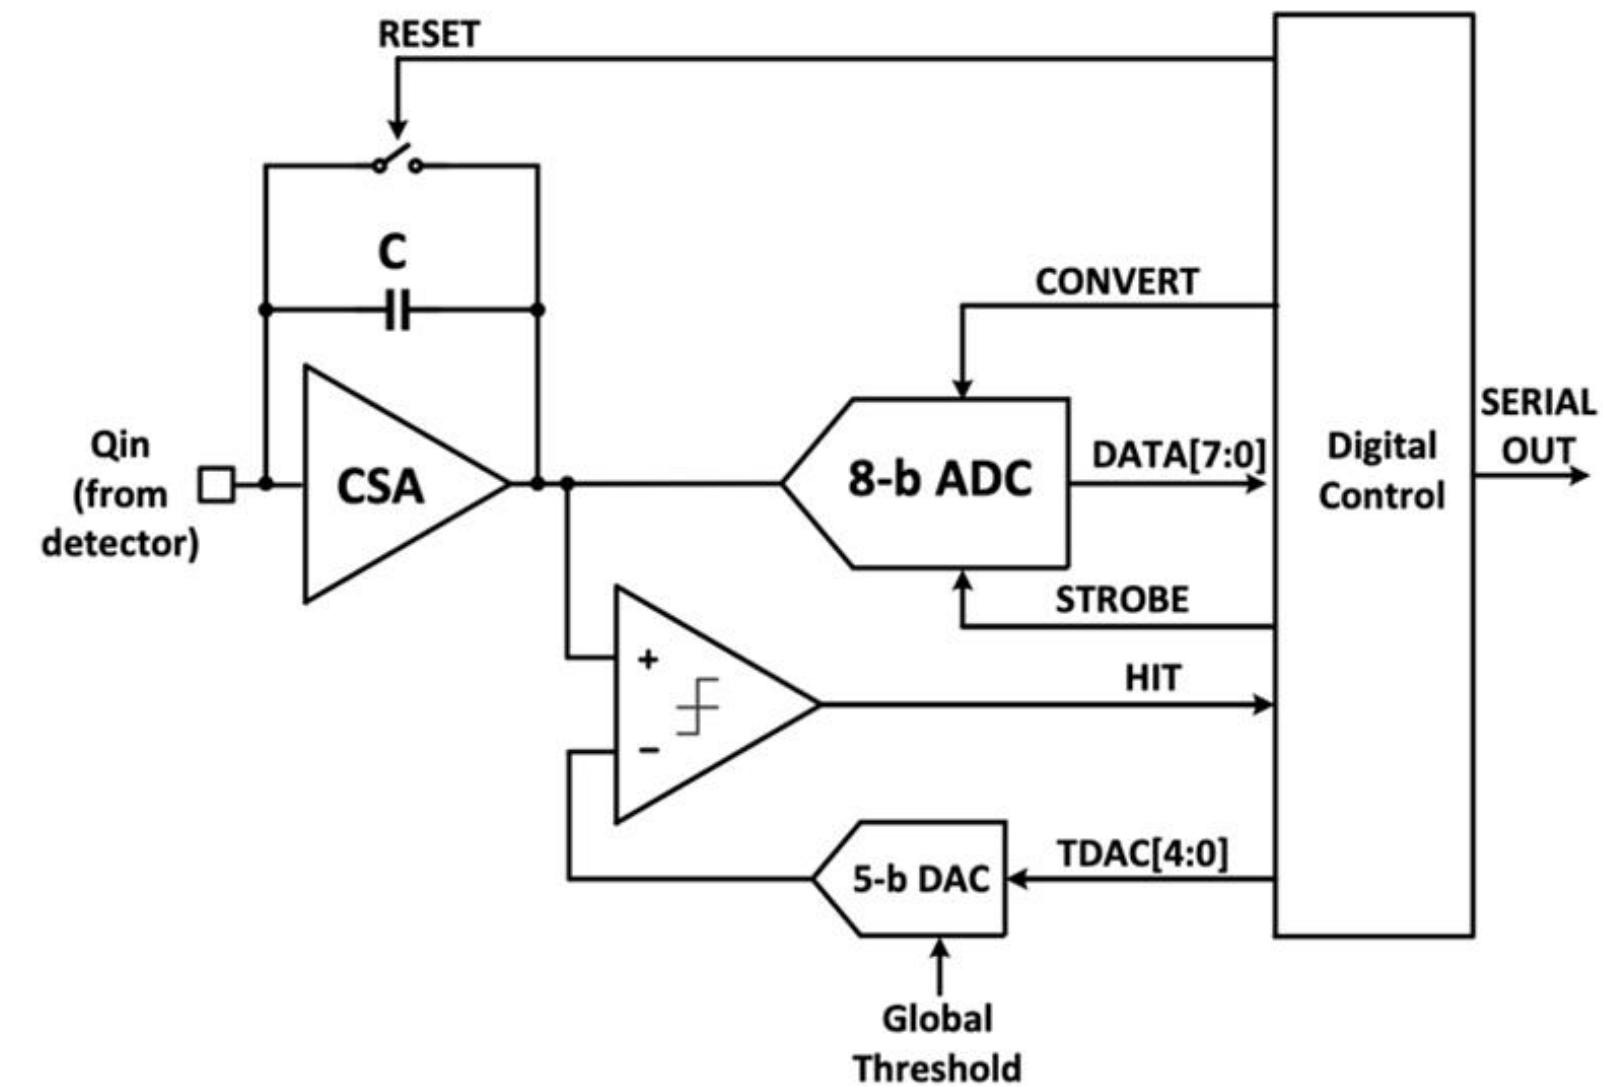 RESET
C
CONVERT
Qin
(from
detector)
CSA
8-b ADC
DATA[7:0]
Digital
Control
SERIAL
OUT
STROBE
HIT
+
−
5-b DAC
TDAC[4:0]
Global
Threshold